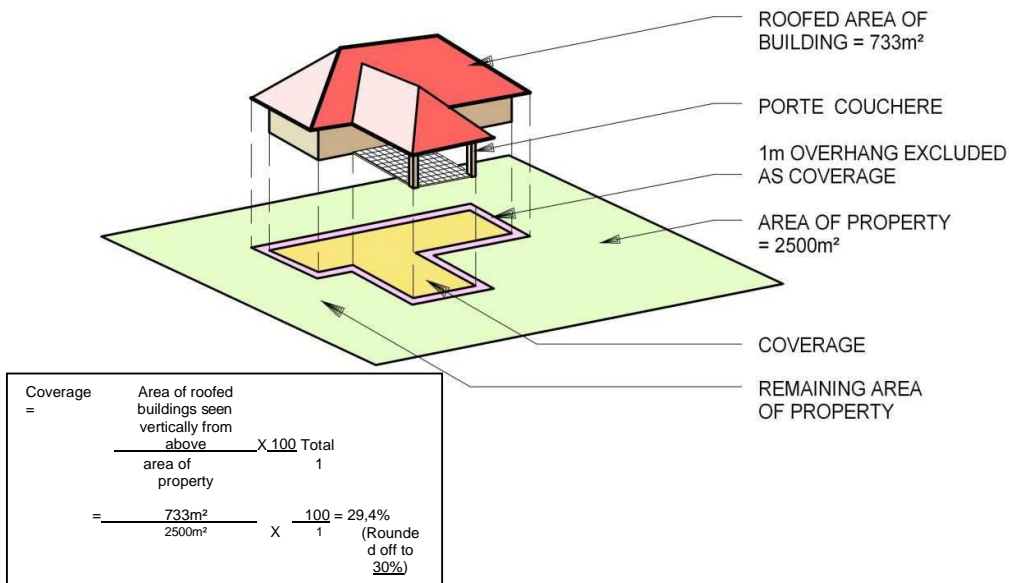 ROOFED AREA OF
BUILDING = 733m²
PORTE COUCHERE
1m OVERHANG EXCLUDED
AS COVERAGE
AREA OF PROPERTY
= 2500m²
COVERAGE
REMAINING AREA
OF PROPERTY
Coverage
=
Area of roofed
buildings seen
vertically from
above X 100 Total
area of 1
property
= 733m² 100 = 29,4%
2500m² X 1 (Rounde
d off to
30%)